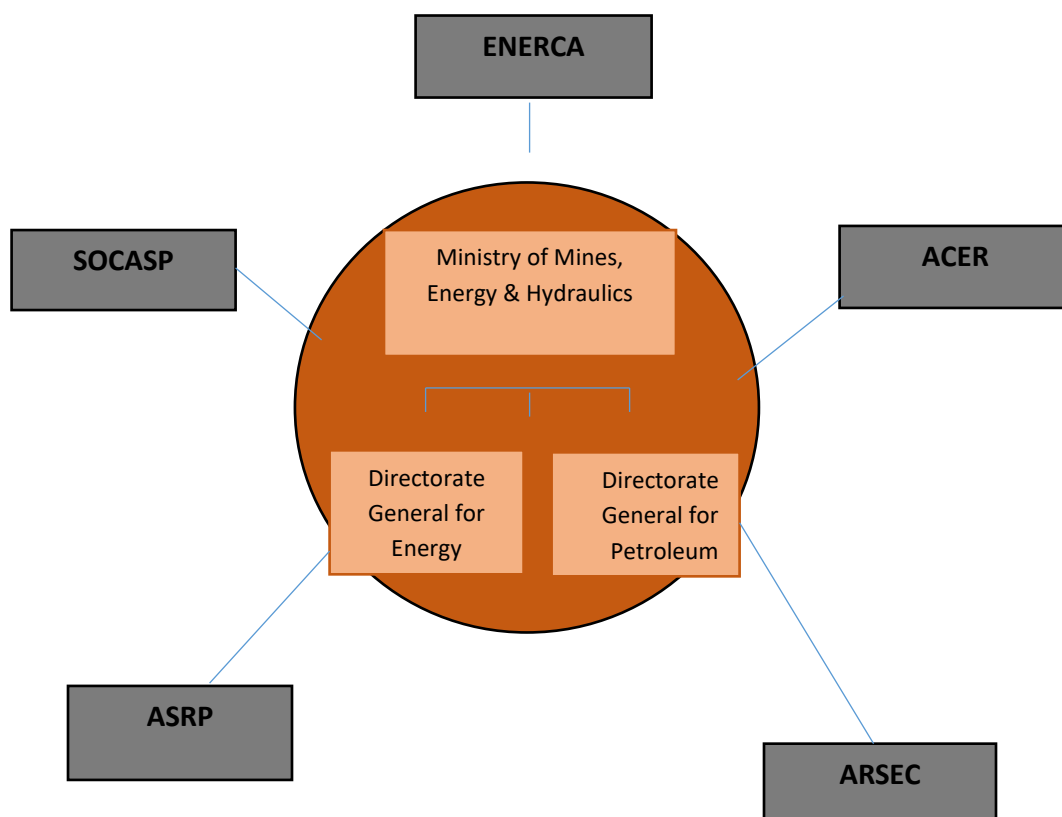 ENERCA
SOCASP
ACER
Ministry of Mines,
Energy & Hydraulics
Directorate
General for
Energy
Directorate
General for
Petroleum
ASRP
ARSEC